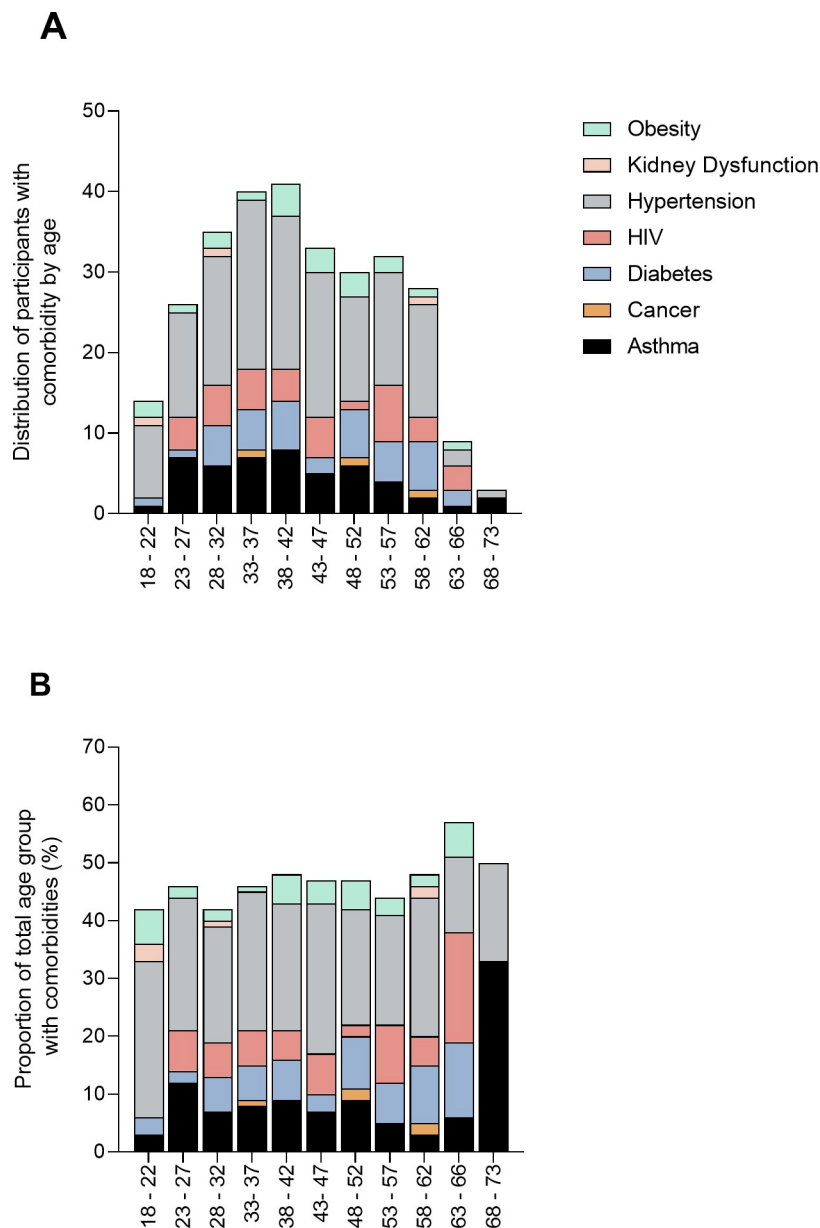 A
Distribution of participants with
comorbidity by age
50
40
30
20
10
0
18 - 22
23 - 27
28 - 32
33- 37
38 - 42
43- 47
48 - 52
53 - 57
58 - 62
63 - 66
68 - 73
Obesity
Kidney Dysfunction
Hypertension
HIV
Diabetes
Cancer
Asthma
B
Proportion of total age group
with comorbidities (%)
70
60
50
40
30
20
10
0
18 - 22
23 - 27
28 - 32
33- 37
38 - 42
43- 47
48 - 52
53 - 57
58 - 62
63 - 66
68 - 73